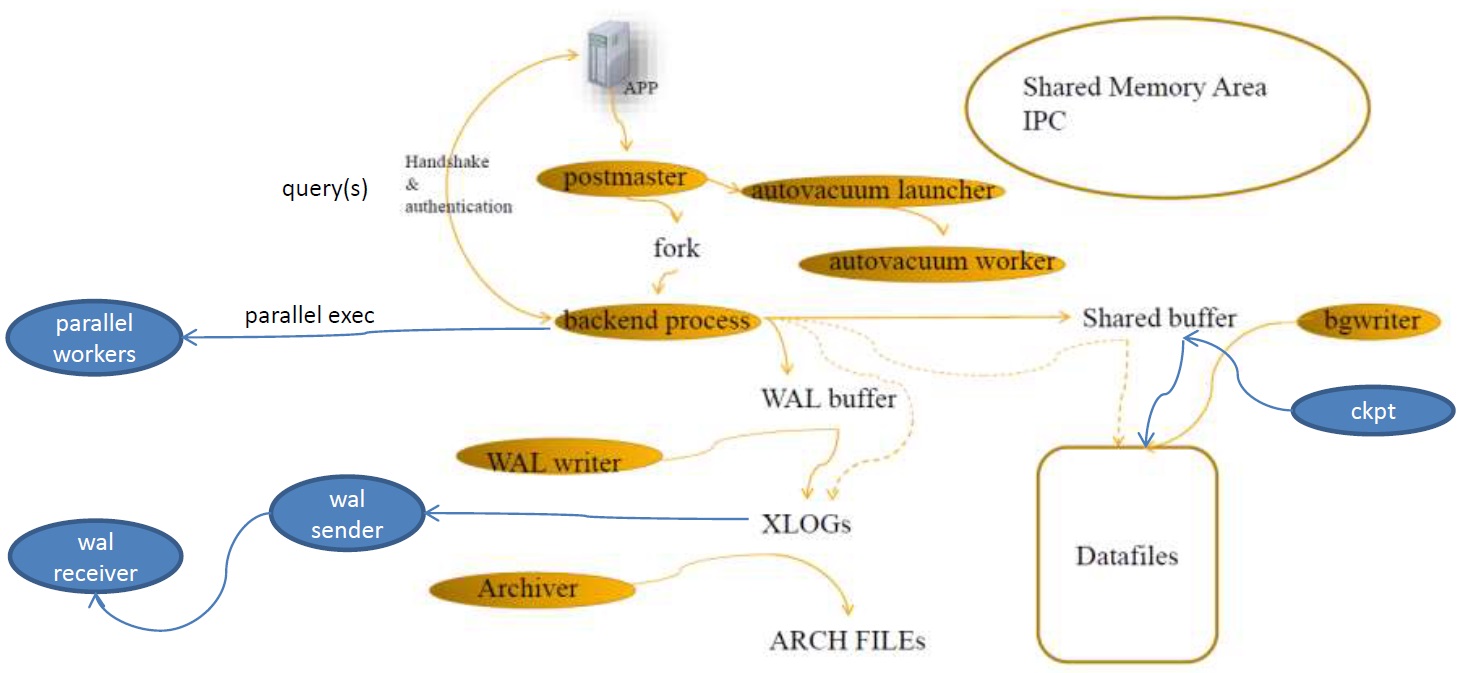 APP
Shared Memory Area
IPC
Handshake
&
authentication
query(s)
postmaster
autovacuum launcher
fork
autovacuum worker
parallel
workers
parallel exec
backend process
Shared buffer
bgwriter
WAL buffer
ckpt
WAL writer
wal
sender
XLOGs
wal
receiver
Datafiles
Archiver
ARCH FILEs